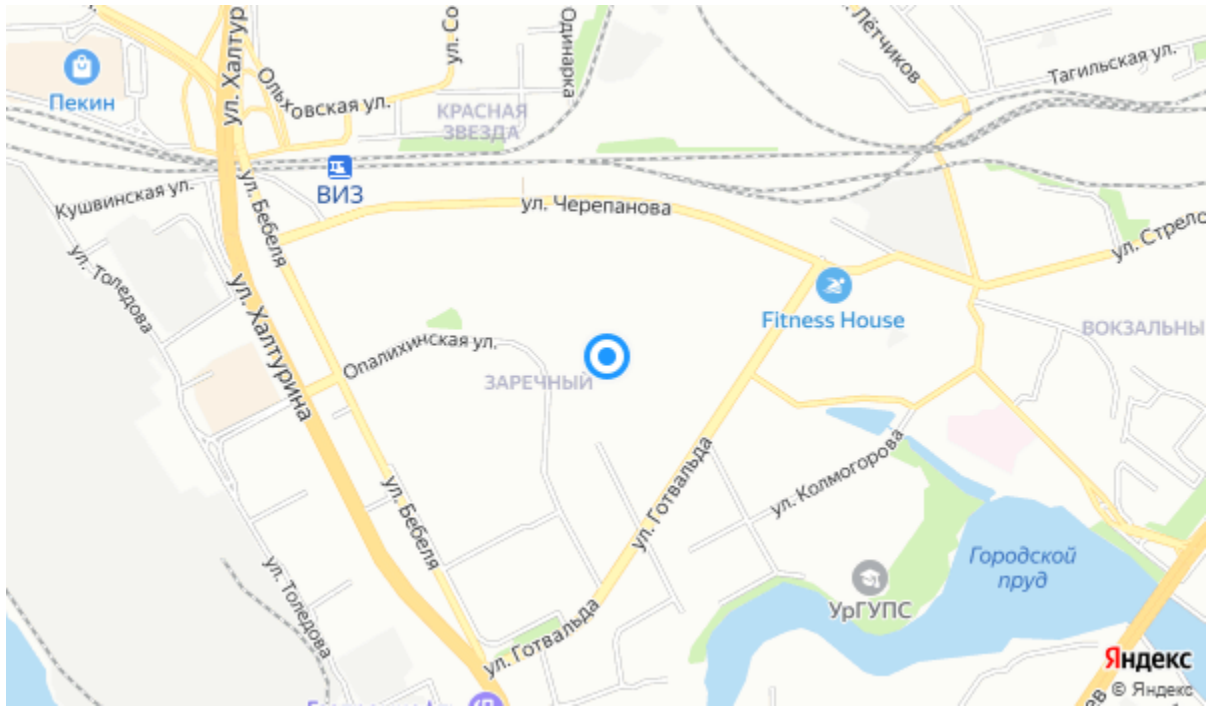 ул. Халтур
ул. Со
Одинарка
Лётчиков
Тагильская ул.
Пекин
Ольховская ул.
КРАСНАЯ
ЗВЕЗДА
ВИЗ
Кушвинская ул.
ул. Бебеля
ул. Черепанова
ул. Стрело
ул. Толедова
ул. Халтурина
Fitness House
ВОКЗАЛЬНЫ
Опалихинская ул.
ЗАРЕЧНЫЙ
ул. Готвальда
ул. Колмогорова
ул. Бебеля
Городской
пруд
ул. Толедова
УрГУПС
ул. Готвальда
Яндекс
© Яндекс